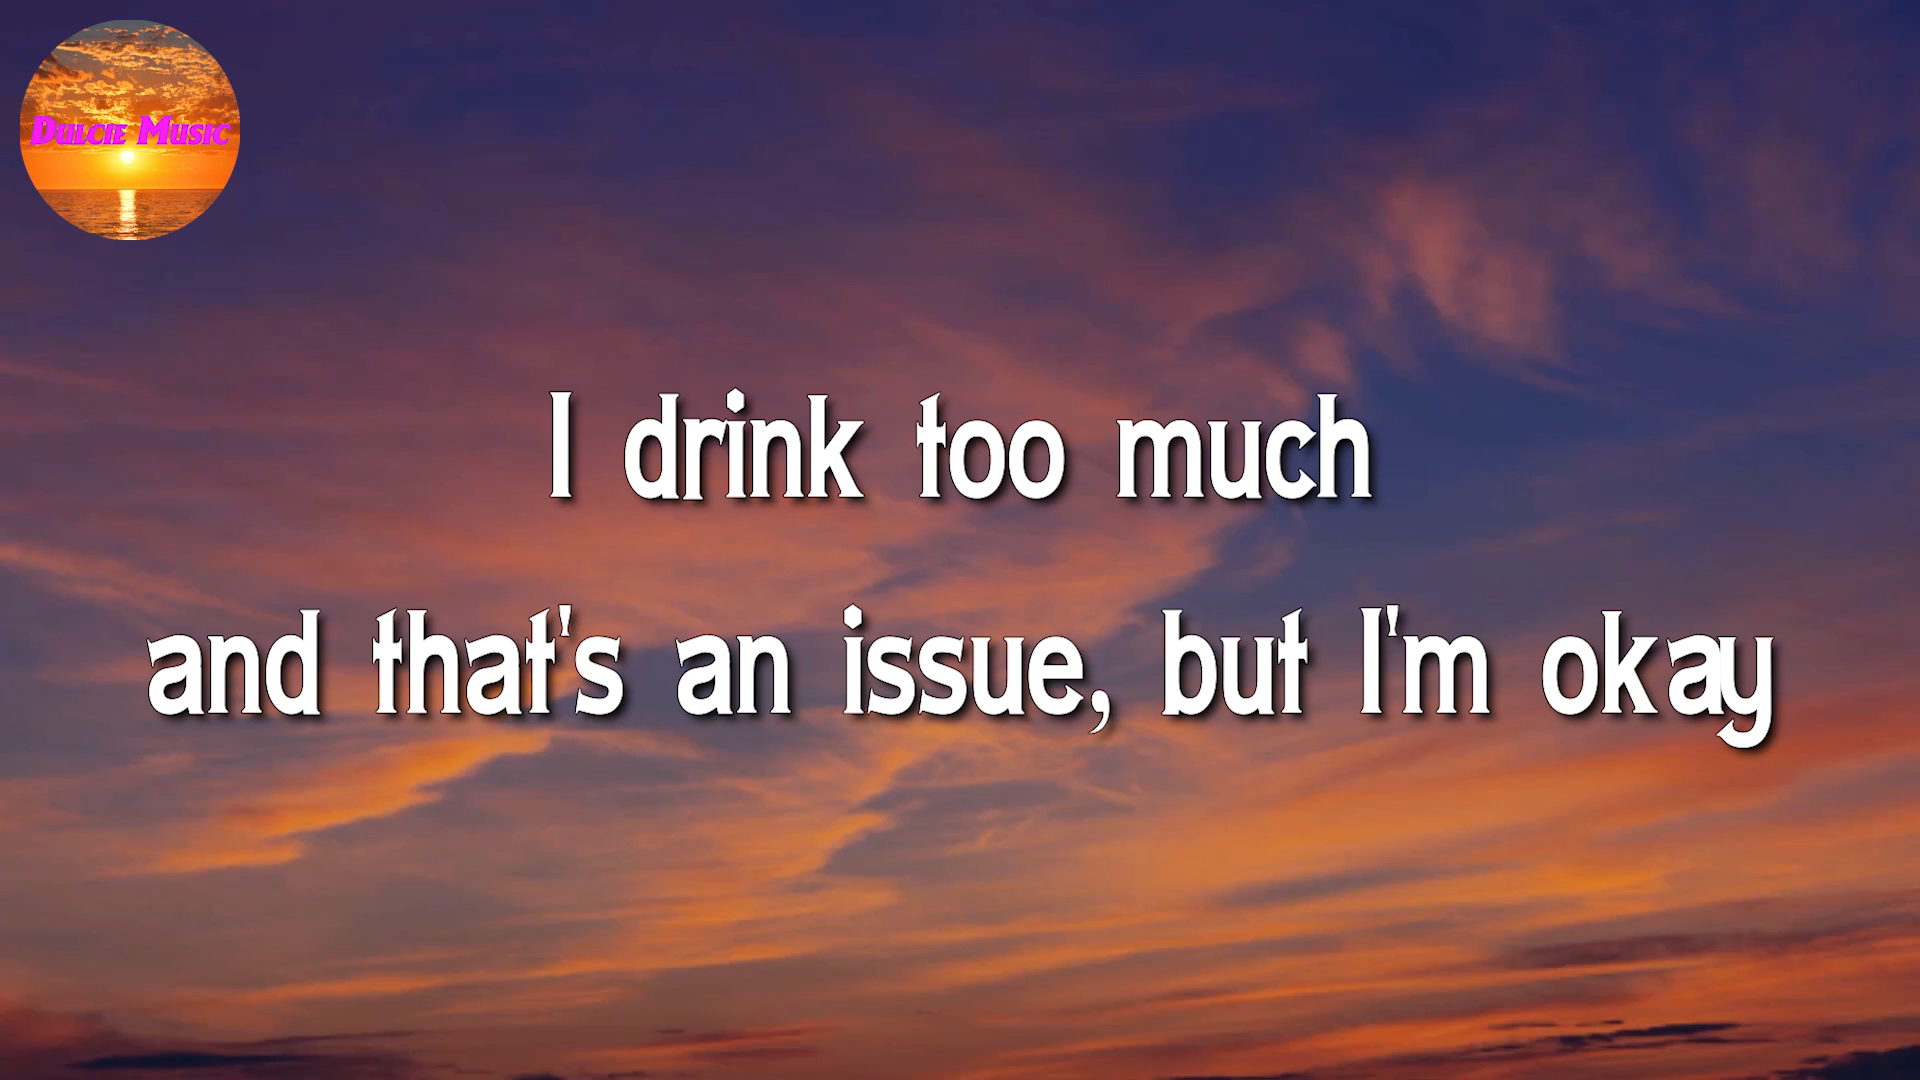 Dulcie Music
I drink too much
and that's an issue, but I'm okay